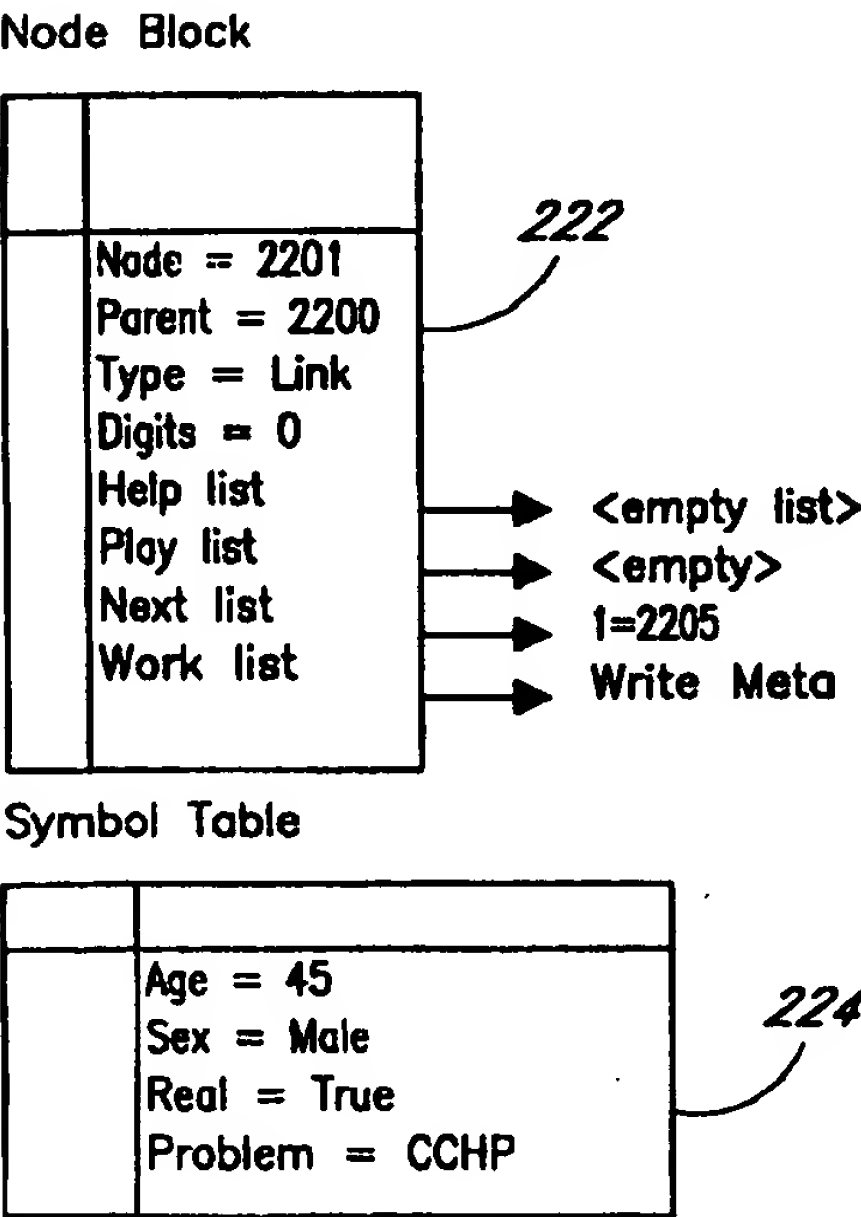 Node Block
222
Node = 2201
Parent = 2200
Type = Link
Digits = 0
Help list
<empty list>
Play list
<empty>
Next list
1=2205
Work list
Write Meta
Symbol Table
Age = 45
Sex = Male
Real = True
Problem = CCHP
224